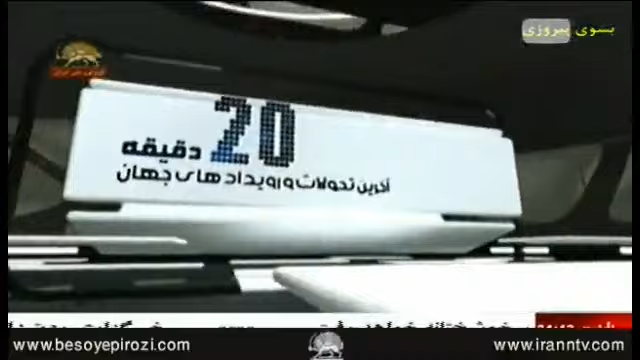 بسوی پیروزی
20 دقیقه
آخرین تحولات و رویدادهای جهان
www.besoyepirozi.com
www.iranntv.com